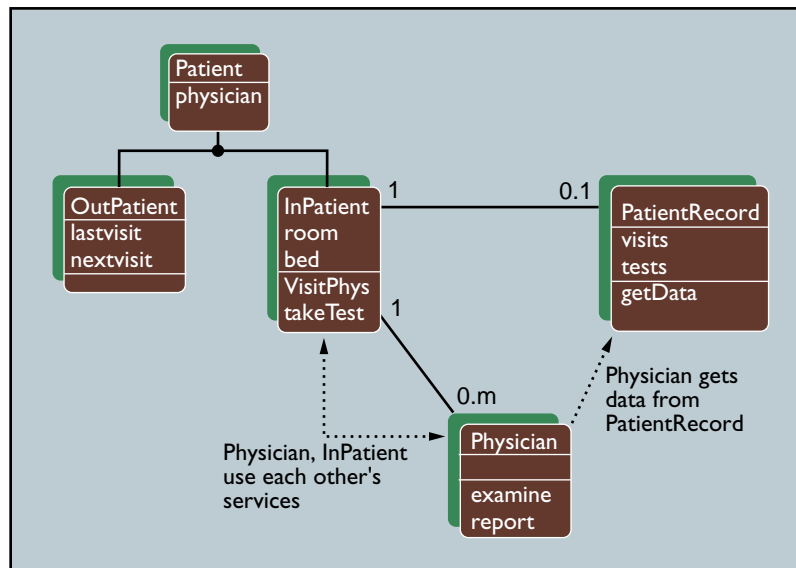 Patient
physician
OutPatient
lastvisit
nextvisit
InPatient
room
bed
VisitPhys
takeTest
1
0.1
PatientRecord
visits
tests
getData
1
0.m
Physician gets
data from
PatientRecord
Physician, InPatient
use each other's
services
Physician
examine
report